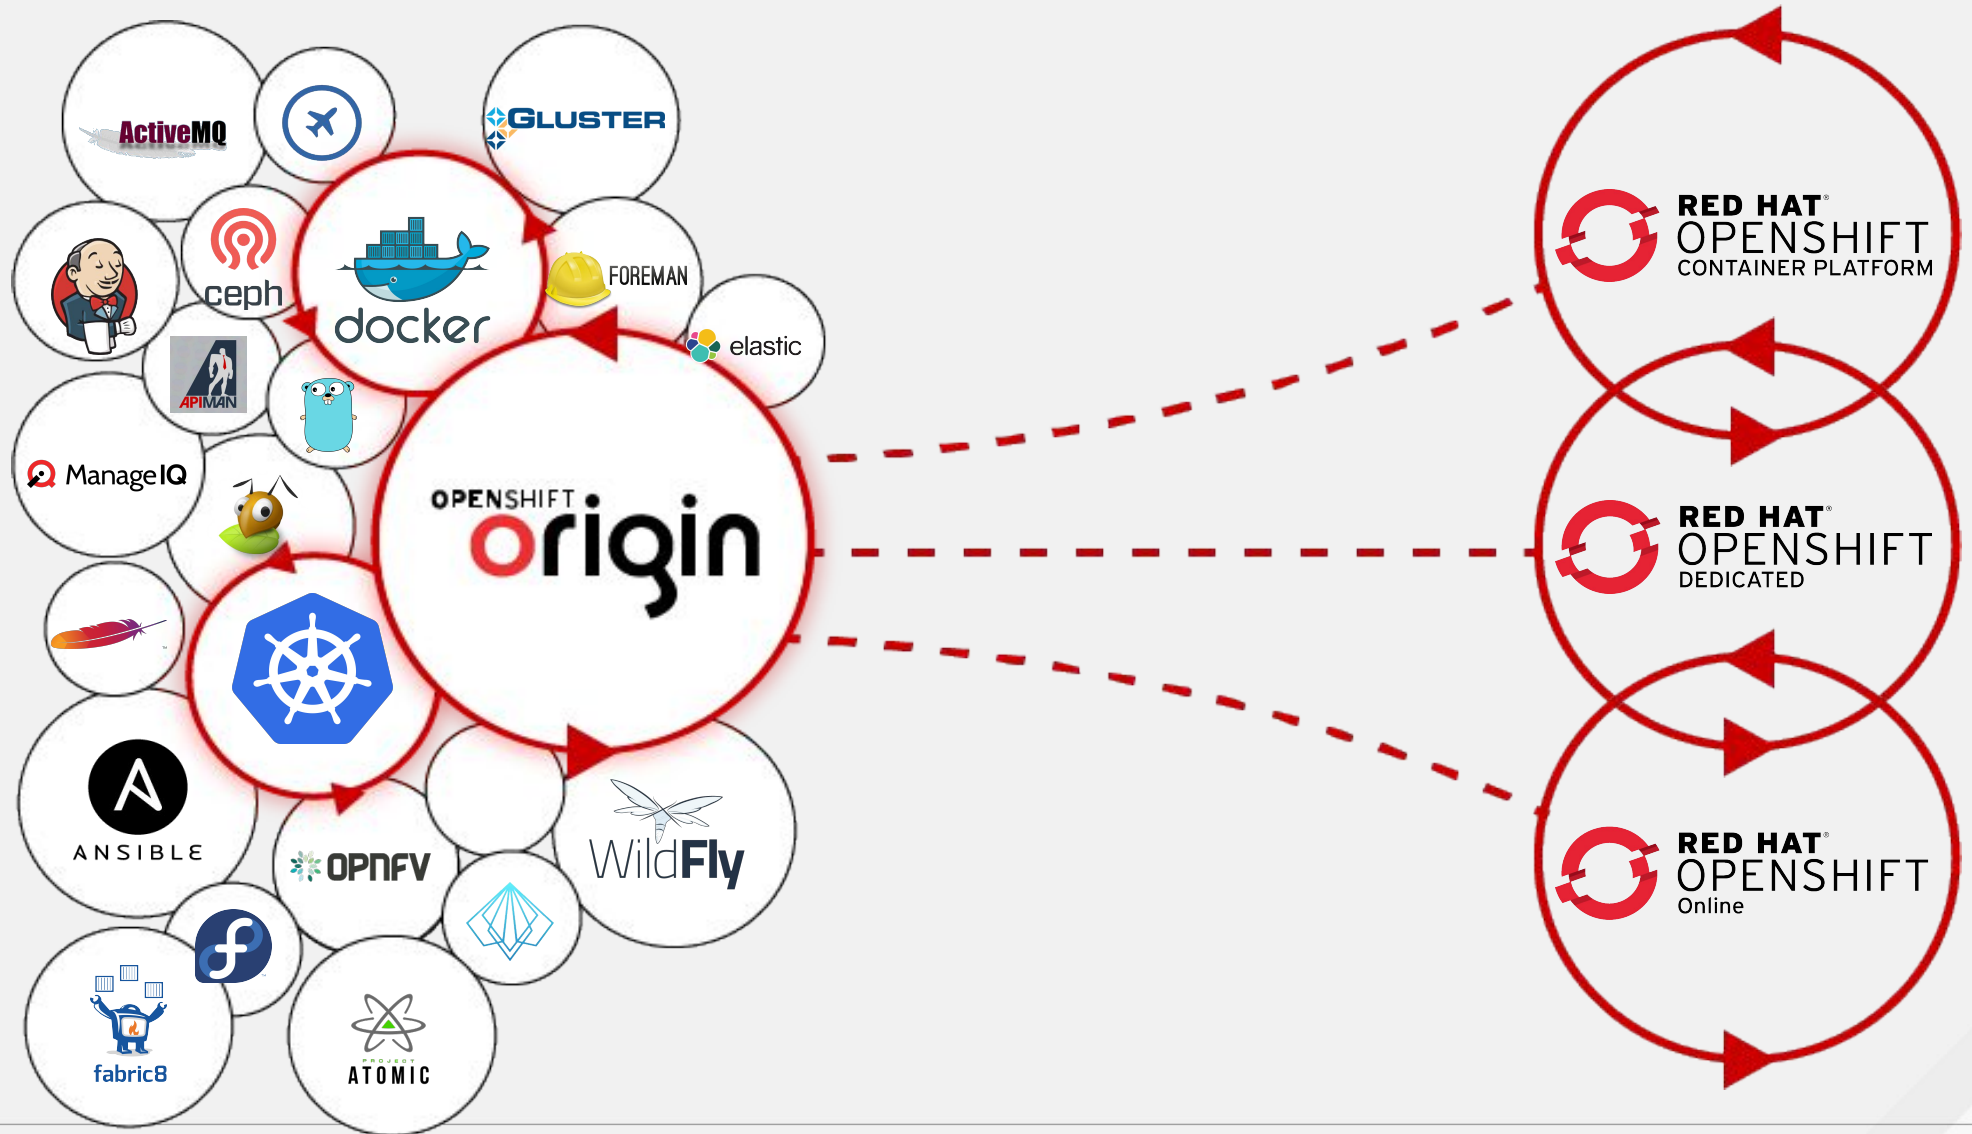 ActiveMQ
GLUSTER
ceph
docker
FOREMAN
elastic
APIMAN
ManageIQ
OPENSHIFT
origin
ANSIBLE
OPNFV
WildFly
fabric8
PROJECT
ATOMIC
RED HAT®
OPENSHIFT
CONTAINER PLATFORM
RED HAT®
OPENSHIFT
DEDICATED
RED HAT®
OPENSHIFT
Online